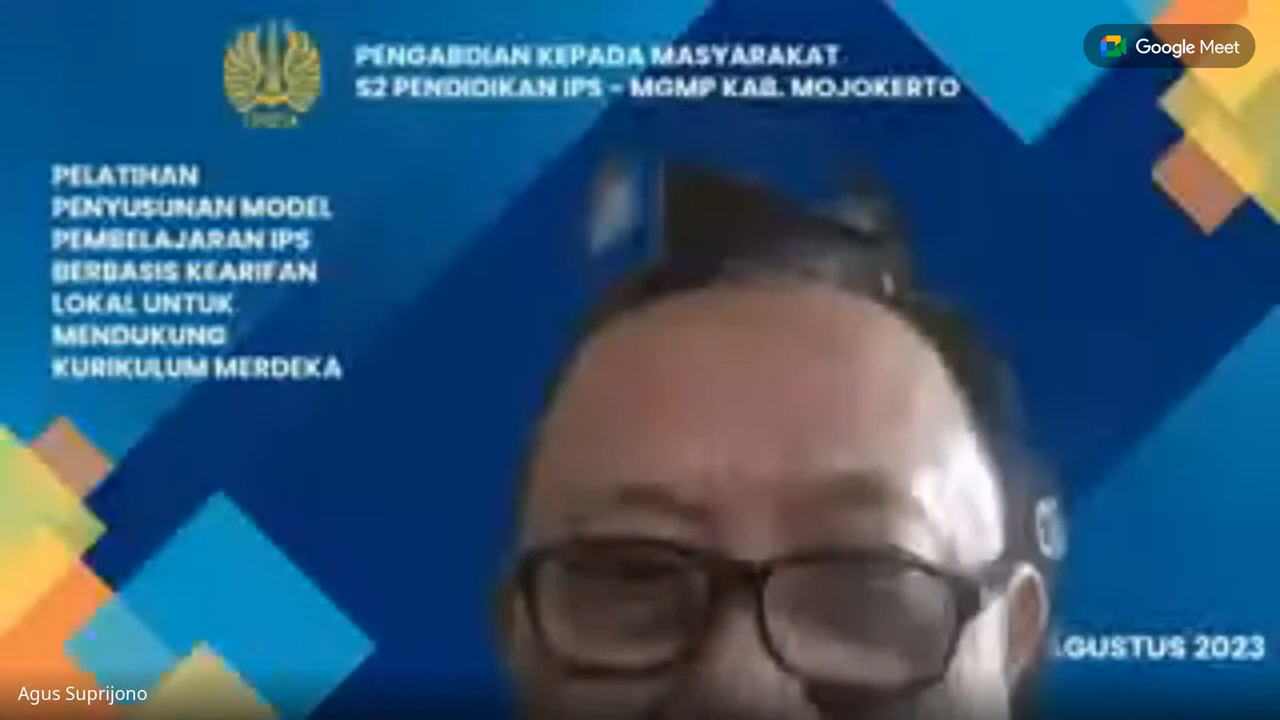 PENGABDIAN KEPADA MASYARAKAT
S2 PENDIDIKAN IPS - MGMP KAB. MOJOKERTO
Google Meet
PELATIHAN
PENYUSUNAN MODEL
PEMBELAJARAN IPS
BERBASIS KEARIFAN
LOKAL UNTUK
MENDUKUNG
KURIKULUM MERDEKA
GUSTUS 2023
Agus Suprijono